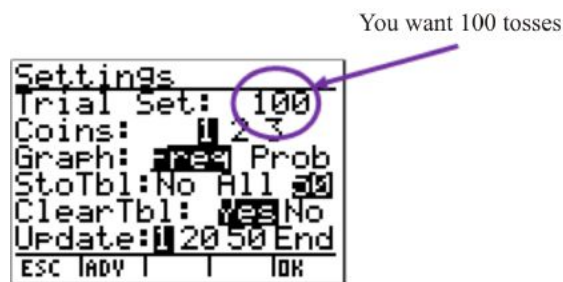 You want 100 tosses
Settings
Trial Set: 100
Coins: 1 2 3
Graph: Freq Prob
StoTbl:No All 50
ClearTbl: Yes No
Update:1 20 50 End
ESC ADV OK